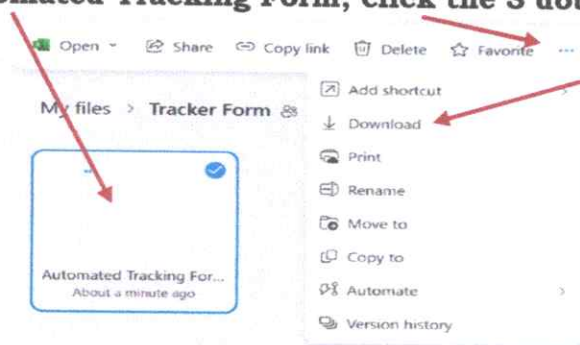 Tracking Form, click the 3
Open Share Copy link Delete Favorite ...
My files > Tracker Form
Add shortcut >
Download
Print
Rename
Move to
Copy to
Automate >
Version history
Automated Tracking For...
About a minute ago